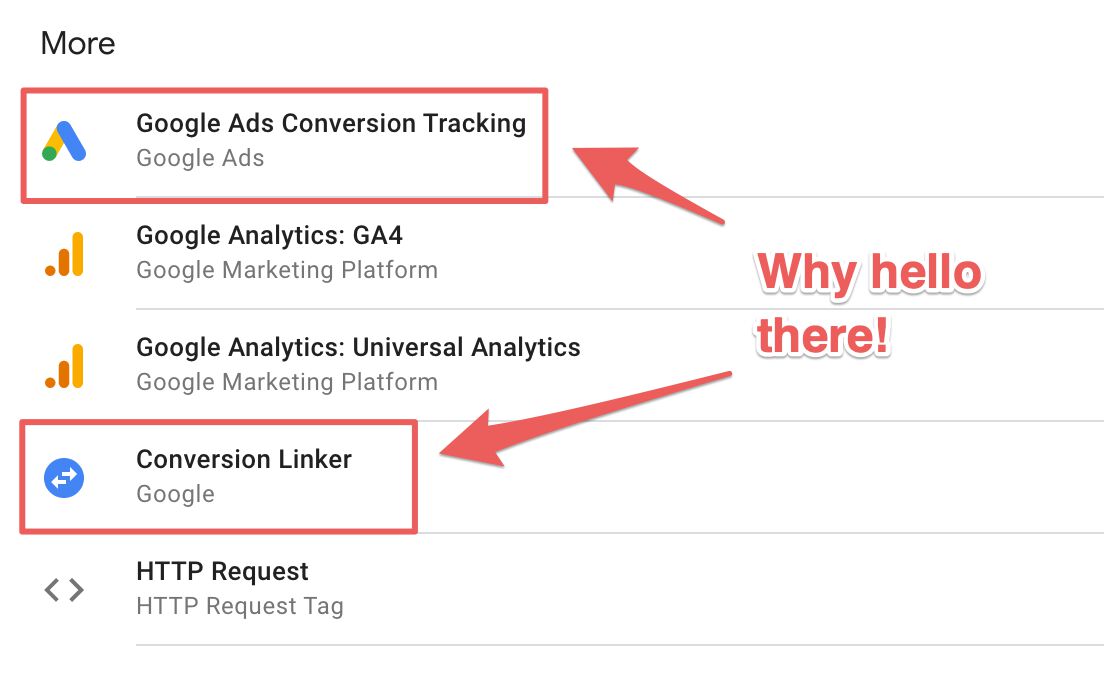 More
Google Ads Conversion Tracking
Google Ads
Google Analytics: GA4
Google Marketing Platform
Why hello
there!
Google Analytics: Universal Analytics
Google Marketing Platform
Conversion Linker
Google
HTTP Request
HTTP Request Tag